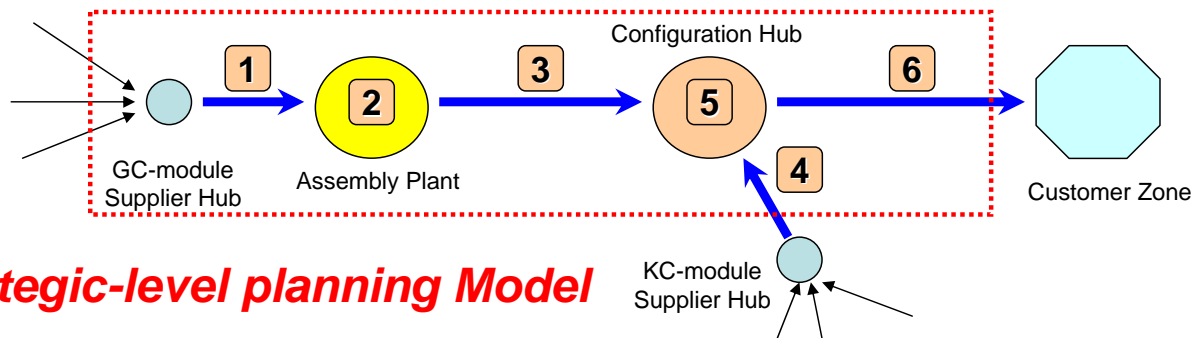 Configuration Hub
1
3
6
2
5
GC-module
Supplier Hub
Assembly Plant
4
Customer Zone
tegic-level planning Model
KC-module
Supplier Hub